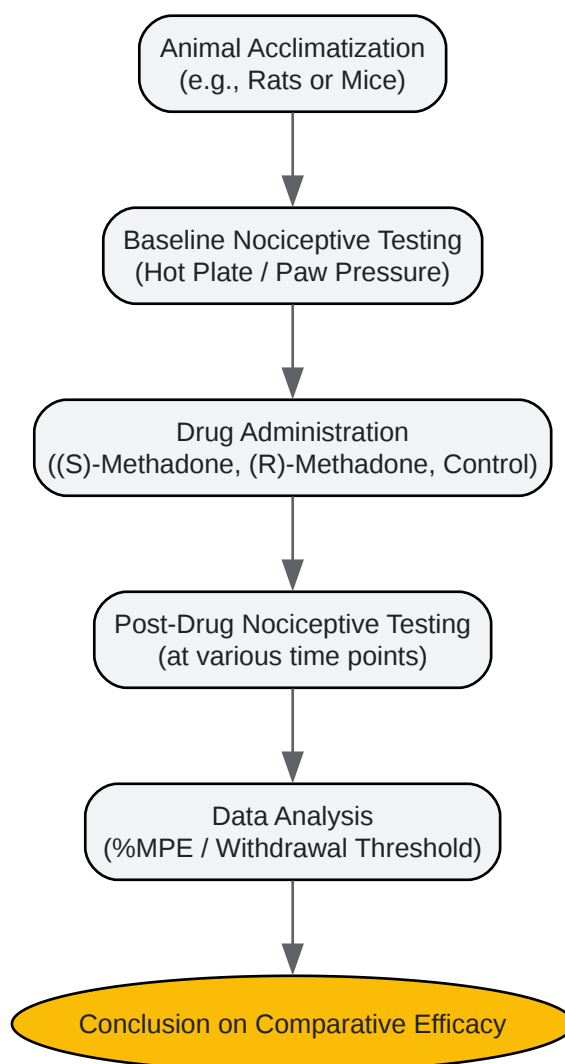 Animal Acclimatization
(e.g., Rats or Mice)
Baseline Nociceptive Testing
(Hot Plate / Paw Pressure)
Drug Administration
((S)-Methadone, (R)-Methadone, Control)
Post-Drug Nociceptive Testing
(at various time points)
Data Analysis
(%MPE / Withdrawal Threshold)
Conclusion on Comparative Efficacy